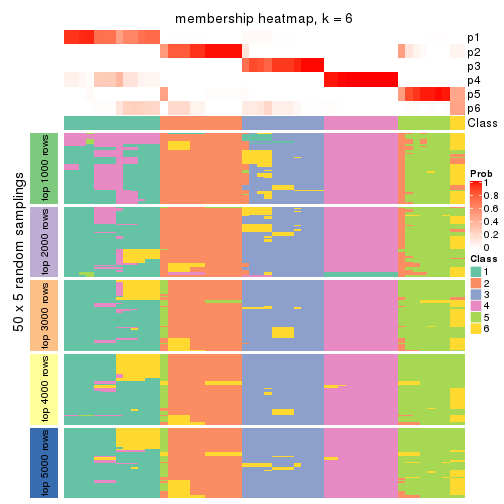 membership heatmap, k = 6
p1
p2
p3
p4
p5
p6
Class
50 x 5 random samplings
top 1000 rows
top 2000 rows
top 3000 rows
top 4000 rows
top 5000 rows
Prob
1
0.8
0.6
0.4
0.2
0
Class
1
2
3
4
5
6